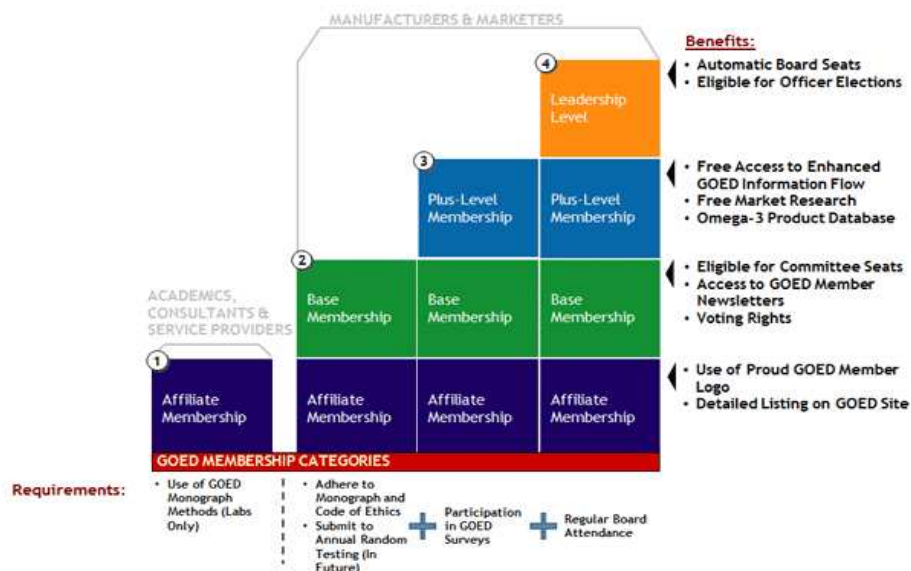 MANUFACTURERS & MARKETERS
Benefits:
4
• Automatic Board Seats
• Eligible for Officer Elections
Leadership
Level
3
• Free Access to Enhanced
GOED Information Flow
• Free Market Research
• Omega-3 Product Database
Plus-Level
Membership
Plus-Level
Membership
2
• Eligible for Committee Seats
• Access to GOED Member
Newsletters
• Voting Rights
Base
Membership
Base
Membership
Base
Membership
ACADEMICS,
CONSULTANTS &
SERVICE PROVIDERS
1
• Use of Proud GOED Member
Logo
• Detailed Listing on GOED Site
Affiliate
Membership
Affiliate
Membership
Affiliate
Membership
Affiliate
Membership
GOED MEMBERSHIP CATEGORIES
Requirements:
• Use of GOED
Monograph
Methods (Labs
Only)
• Adhere to
Monograph and
Code of Ethics
• Submit to
Annual Random
Testing (In
Future)
Participation
in GOED
Surveys
Regular Board
Attendance